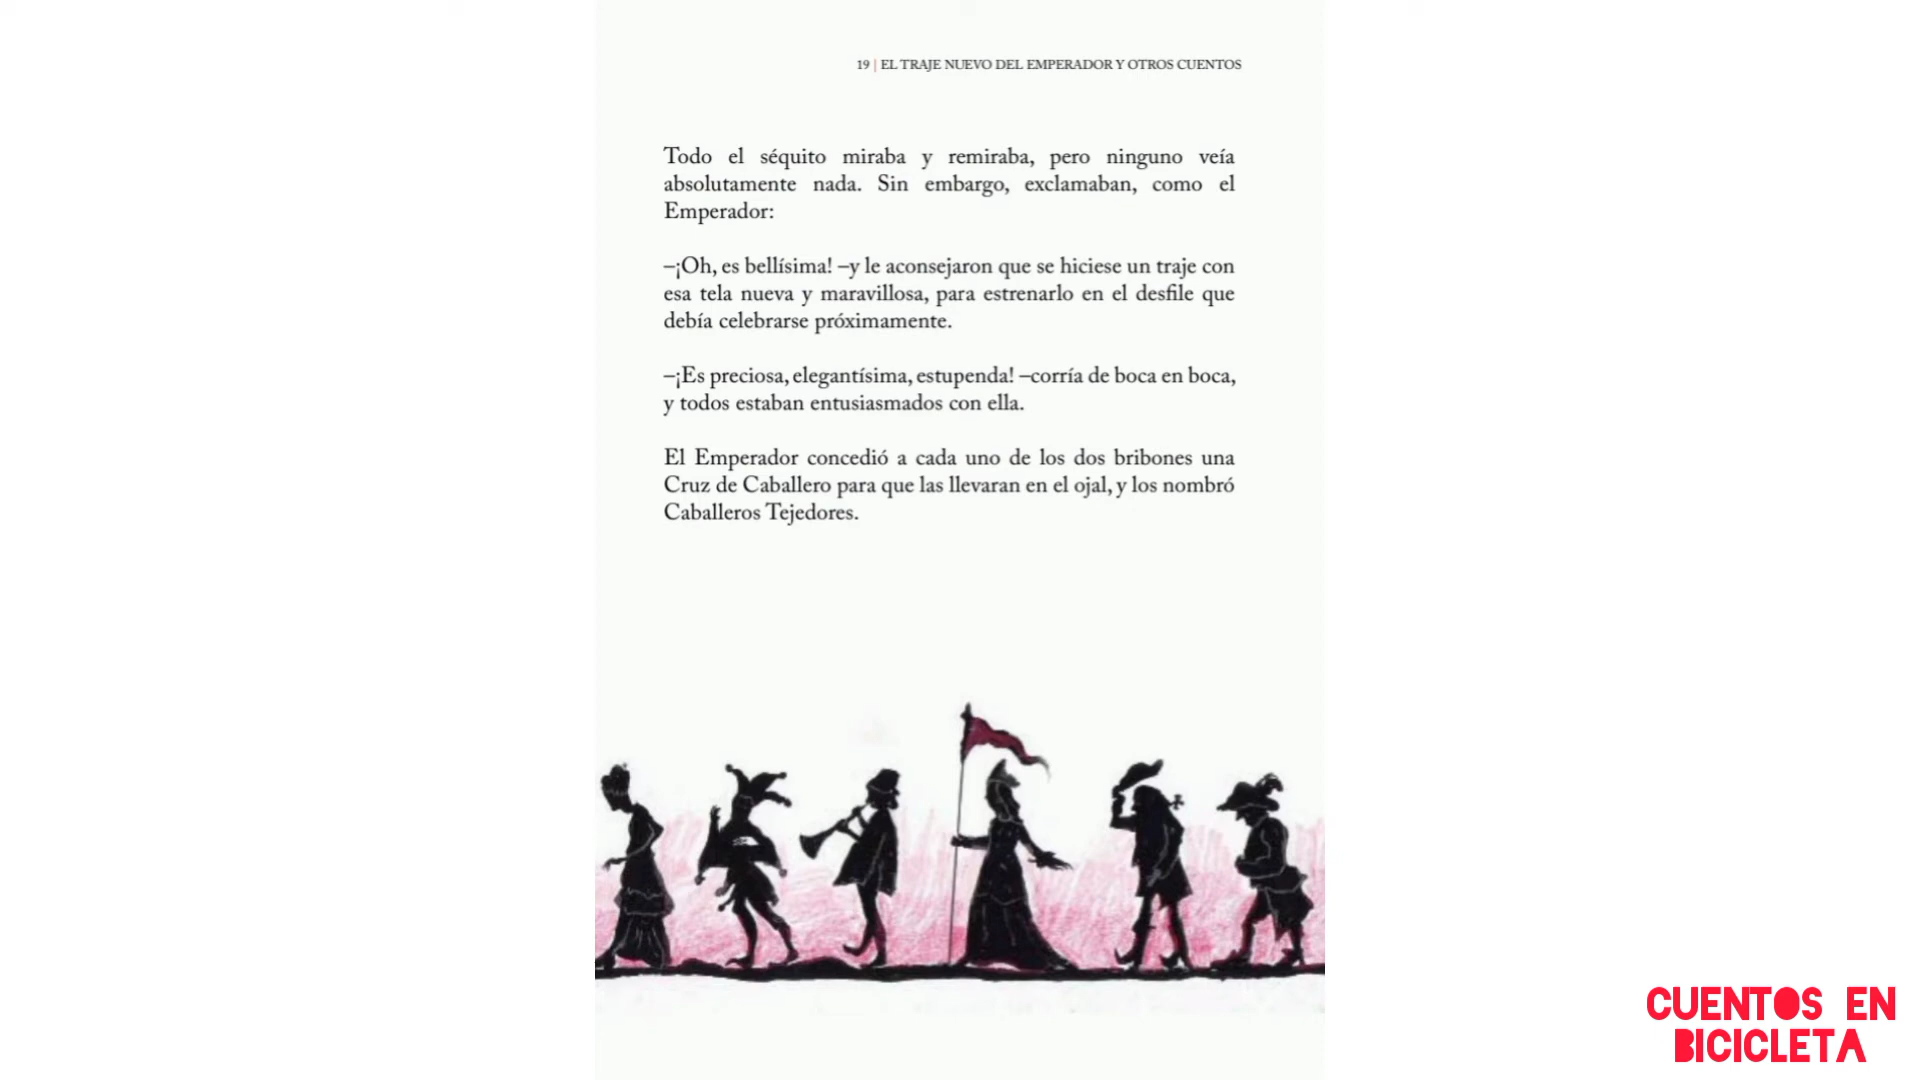 19 | EL TRAJE NUEVO DEL EMPERADOR Y OTROS CUENTOS
Todo el séquito miraba y remiraba, pero ninguno veía
absolutamente nada. Sin embargo, exclamaban, como el
Emperador:
–¡Oh, es bellísima! –y le aconsejaron que se hiciese un traje con
esa tela nueva y maravillosa, para estrenarlo en el desfile que
debía celebrarse próximamente.
–¡Es preciosa, elegantísima, estupenda! –corría de boca en boca,
y todos estaban entusiasmados con ella.
El Emperador concedió a cada uno de los dos bribones una
Cruz de Caballero para que las llevaran en el ojal, y los nombró
Caballeros Tejedores.
CUENTOS EN
BICICLETA